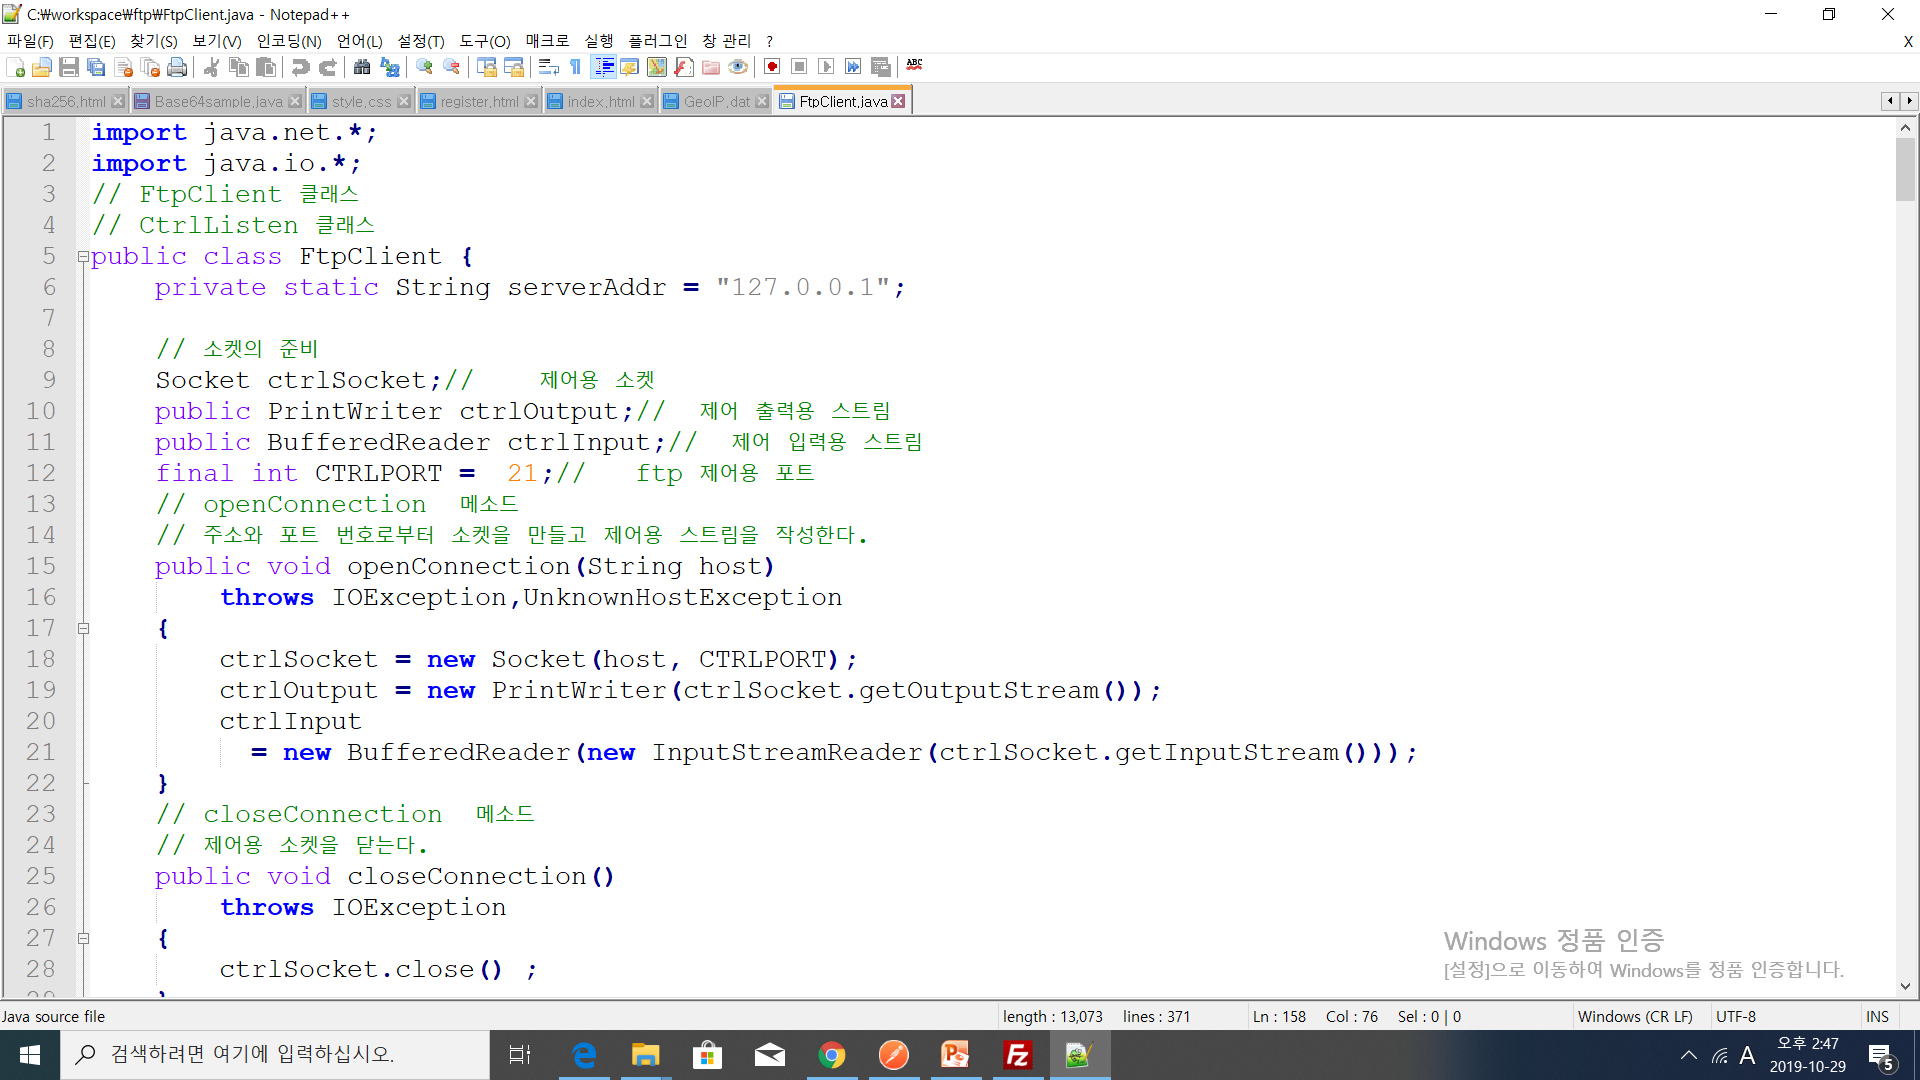 C:₩workspace₩ftp₩FtpClient.java - Notepad++
파일(F) 편집(E) 찾기(S) 보기(V) 인코딩(N) 언어(L) 설정(T) 도구(O) 매크로 실행 플러그인 창 관리 ? X
sha256.html Base64sample.java style.css register.html index.html GeoIP.dat FtpClient.java
1 import java.net.*;
2 import java.io.*;
3 // FtpClient 클래스
4 // CtrlListen 클래스
5 public class FtpClient {
6 private static String serverAddr = "127.0.0.1";
7
8 // 소켓의 준비
9 Socket ctrlSocket;// 제어용 소켓
10 public PrintWriter ctrlOutput;// 제어 출력용 스트림
11 public BufferedReader ctrlInput;// 제어 입력용 스트림
12 final int CTRLPORT = 21;// ftp 제어용 포트
13 // openConnection 메소드
14 // 주소와 포트 번호로부터 소켓을 만들고 제어용 스트림을 작성한다.
15 public void openConnection(String host)
16 throws IOException,UnknownHostException
17 {
18 ctrlSocket = new Socket(host, CTRLPORT);
19 ctrlOutput = new PrintWriter(ctrlSocket.getOutputStream());
20 ctrlInput
21 = new BufferedReader(new InputStreamReader(ctrlSocket.getInputStream()));
22 }
23 // closeConnection 메소드
24 // 제어용 소켓을 닫는다.
25 public void closeConnection()
26 throws IOException
27 {
28 ctrlSocket.close() ;
Windows 정품 인증
[설정]으로 이동하여 Windows를 정품 인증합니다.
Java source file length : 13,073 lines : 371 Ln : 158 Col : 76 Sel : 0 | 0 Windows (CR LF) UTF-8 INS
검색하려면 여기에 입력하십시오.
A 오후 2:47
2019-10-29
5